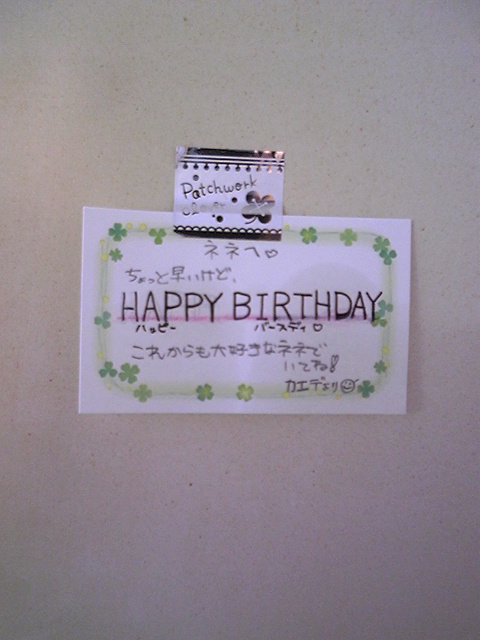 Patchwork
clover
ネネへ♡
ちょっと早いけど、
HAPPY BIRTHDAY
ハッピー バースディ♡
これからも大好きなネネで
いてね!
カエデより☺